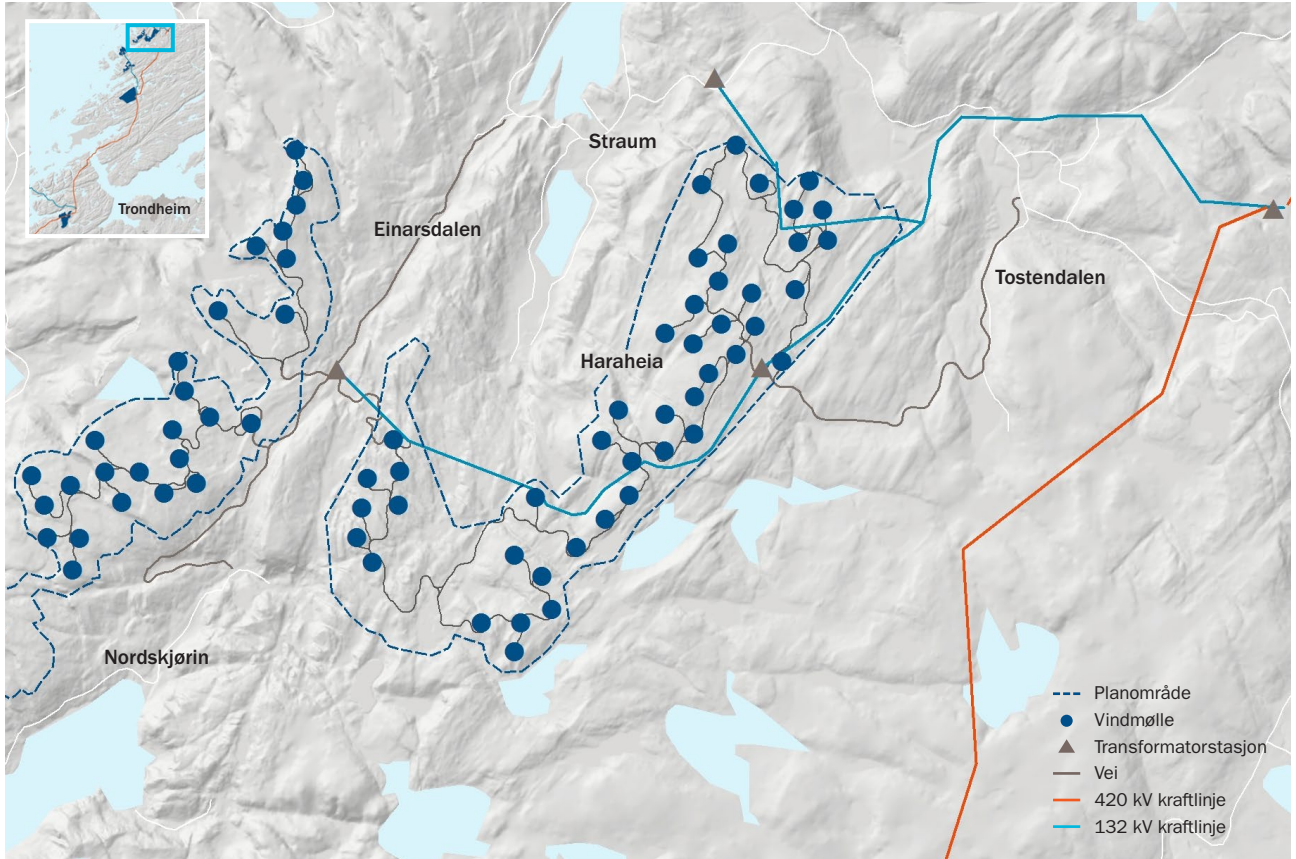 Trondheim
Straum
Einarsdalen
Tostendalen
Haraheia
Nordskjørin
Planområde
Vindmølle
Transformatorstasjon
Vei
420 kV kraftlinje
132 kV kraftlinje